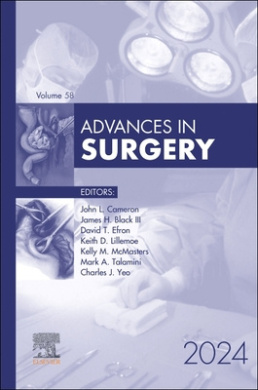 Volume 58
ADVANCES IN
SURGERY
EDITORS:
John L. Cameron
James H. Black III
David T. Efron
Keith D. Lillemoe
Kelly M. McMasters
Mark A. Talamini
Charles J. Yeo
ELSEVIER
2024